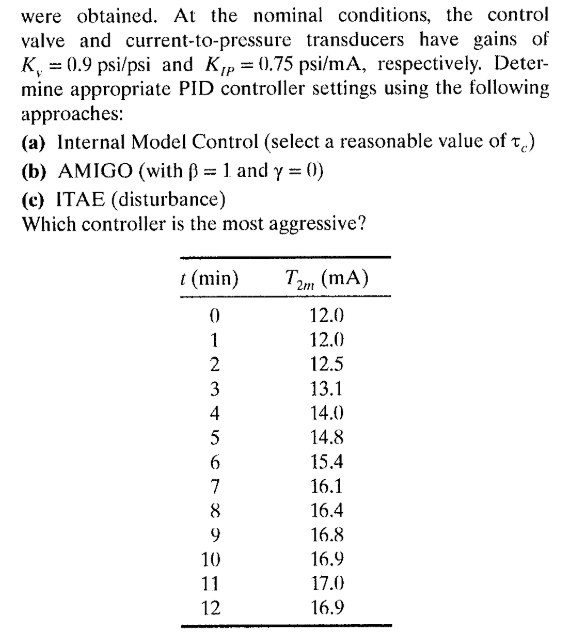 were obtained. At the nominal conditions, the control
valve and current-to-pressure transducers have gains of
Kᵥ = 0.9 psi/psi and K_IP = 0.75 psi/mA, respectively. Deter-
mine appropriate PID controller settings using the following
approaches:
(a) Internal Model Control (select a reasonable value of τ_c)
(b) AMIGO (with β = 1 and γ = 0)
(c) ITAE (disturbance)
Which controller is the most aggressive?
t (min) T₂ₘ (mA)
0 12.0
1 12.0
2 12.5
3 13.1
4 14.0
5 14.8
6 15.4
7 16.1
8 16.4
9 16.8
10 16.9
11 17.0
12 16.9